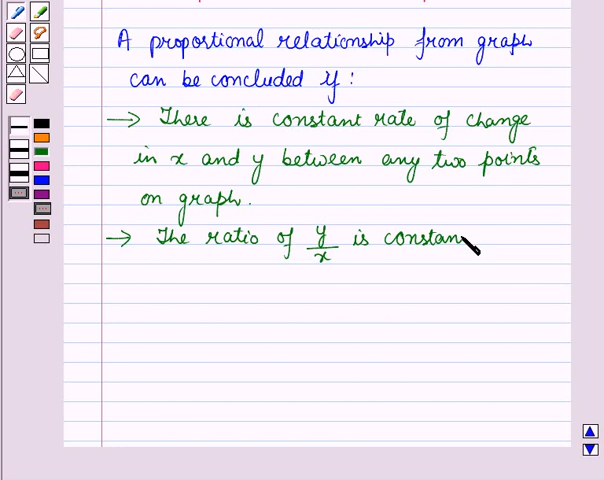 A proportional relationship from graph
can be concluded if :
→ There is constant rate of change
in x and y between any two points
on graph.
→ The ratio of y/x is constan